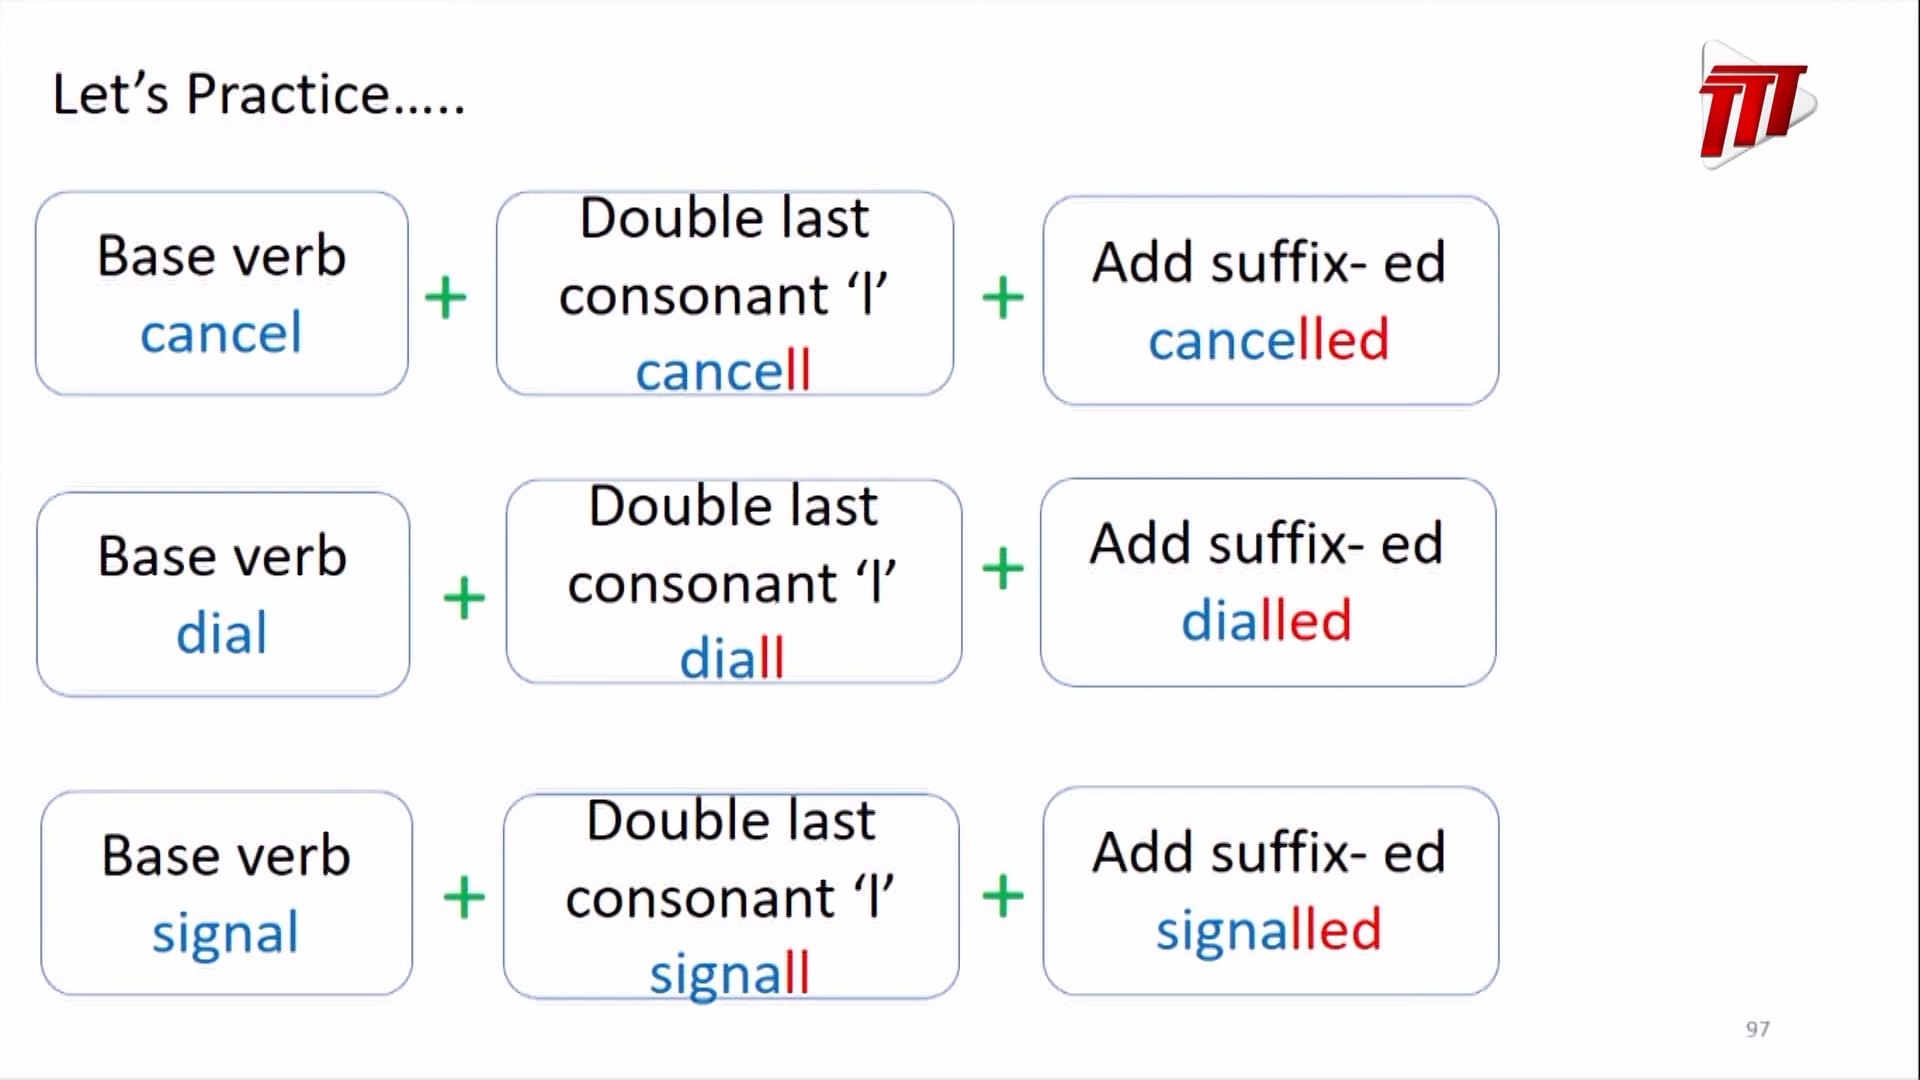 Let’s Practice.....
Base verb
cancel
+
Double last
consonant ‘l’
cancell
+
Add suffix- ed
cancelled
Base verb
dial
+
Double last
consonant ‘l’
diall
+
Add suffix- ed
dialled
Base verb
signal
+
Double last
consonant ‘l’
signall
+
Add suffix- ed
signalled
TTT
97